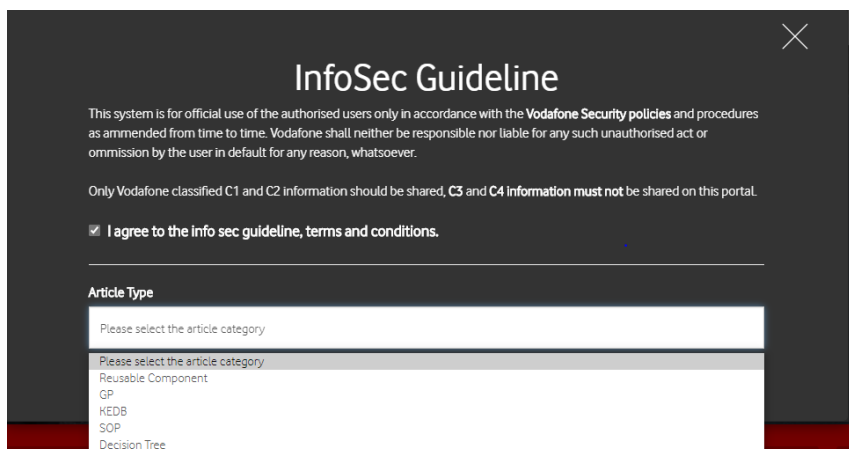 InfoSec Guideline
This system is for official use of the authorised users only in accordance with the Vodafone Security policies and procedures
as ammended from time to time. Vodafone shall neither be responsible nor liable for any such unauthorised act or
ommission by the user in default for any reason, whatsoever.
Only Vodafone classified C1 and C2 information should be shared, C3 and C4 information must not be shared on this portal.
I agree to the info sec guideline, terms and conditions.
Article Type
Please select the article category
Please select the article category
Reusable Component
GP
KEDB
SOP
Decision Tree